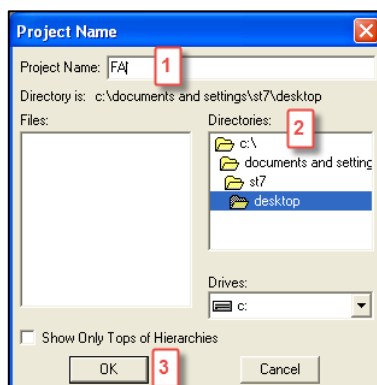 Project Name
Project Name: FA
1
Directory is: c:\documents and settings\st7\desktop
Files:
Directories:
2
c:\
documents and setting
st7
desktop
Drives:
c:
Show Only Tops of Hierarchies
OK
3
Cancel